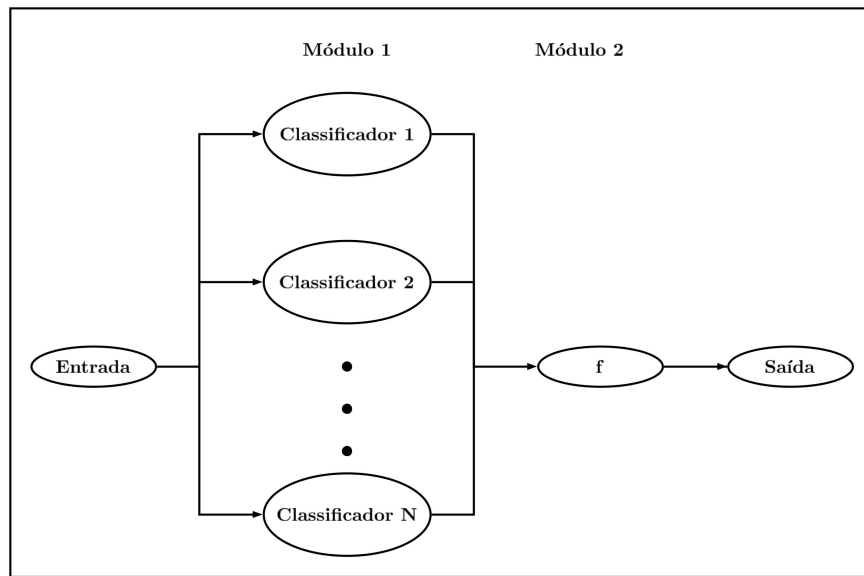 Módulo 1
Módulo 2
Classificador 1
Classificador 2
Entrada
f
Saída
Classificador N